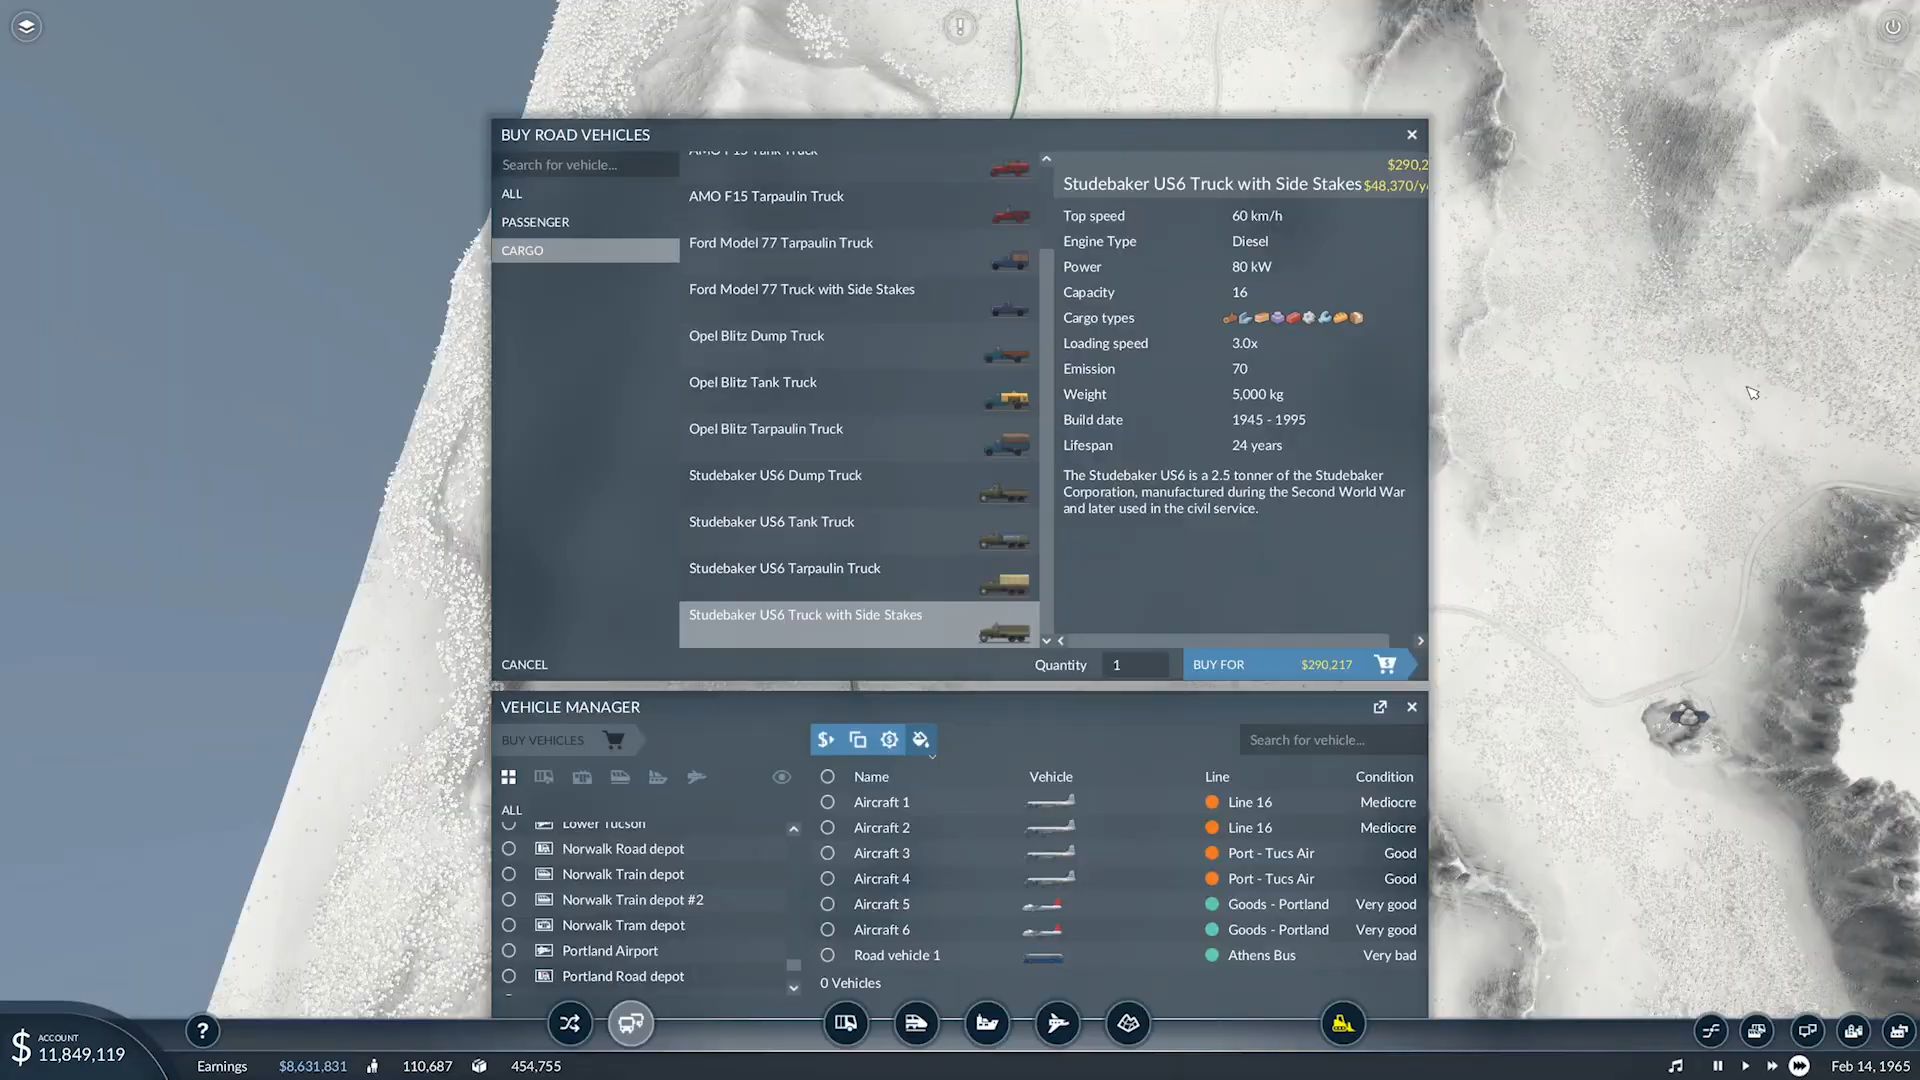 BUY ROAD VEHICLES
Search for vehicle...
ALL
PASSENGER
CARGO
AMO F15 Tank Truck
AMO F15 Tarpaulin Truck
Ford Model 77 Tarpaulin Truck
Ford Model 77 Truck with Side Stakes
Opel Blitz Dump Truck
Opel Blitz Tank Truck
Opel Blitz Tarpaulin Truck
Studebaker US6 Dump Truck
Studebaker US6 Tank Truck
Studebaker US6 Tarpaulin Truck
Studebaker US6 Truck with Side Stakes
$290,2
Studebaker US6 Truck with Side Stakes $48,370/y
Top speed 60 km/h
Engine Type Diesel
Power 80 kW
Capacity 16
Cargo types
Loading speed 3.0x
Emission 70
Weight 5,000 kg
Build date 1945 - 1995
Lifespan 24 years
The Studebaker US6 is a 2.5 tonner of the Studebaker
Corporation, manufactured during the Second World War
and later used in the civil service.
CANCEL
Quantity 1
BUY FOR $290,217
VEHICLE MANAGER
BUY VEHICLES
Search for vehicle...
ALL
Lower Tucson
Norwalk Road depot
Norwalk Train depot
Norwalk Train depot #2
Norwalk Tram depot
Portland Airport
Portland Road depot
Name Vehicle Line Condition
Aircraft 1 Line 16 Mediocre
Aircraft 2 Line 16 Mediocre
Aircraft 3 Port - Tucs Air Good
Aircraft 4 Port - Tucs Air Good
Aircraft 5 Goods - Portland Very good
Aircraft 6 Goods - Portland Very good
Road vehicle 1 Athens Bus Very bad
0 Vehicles
$ ACCOUNT
11,849,119
?
Earnings $8,631,831 110,687 454,755
Feb 14, 1965